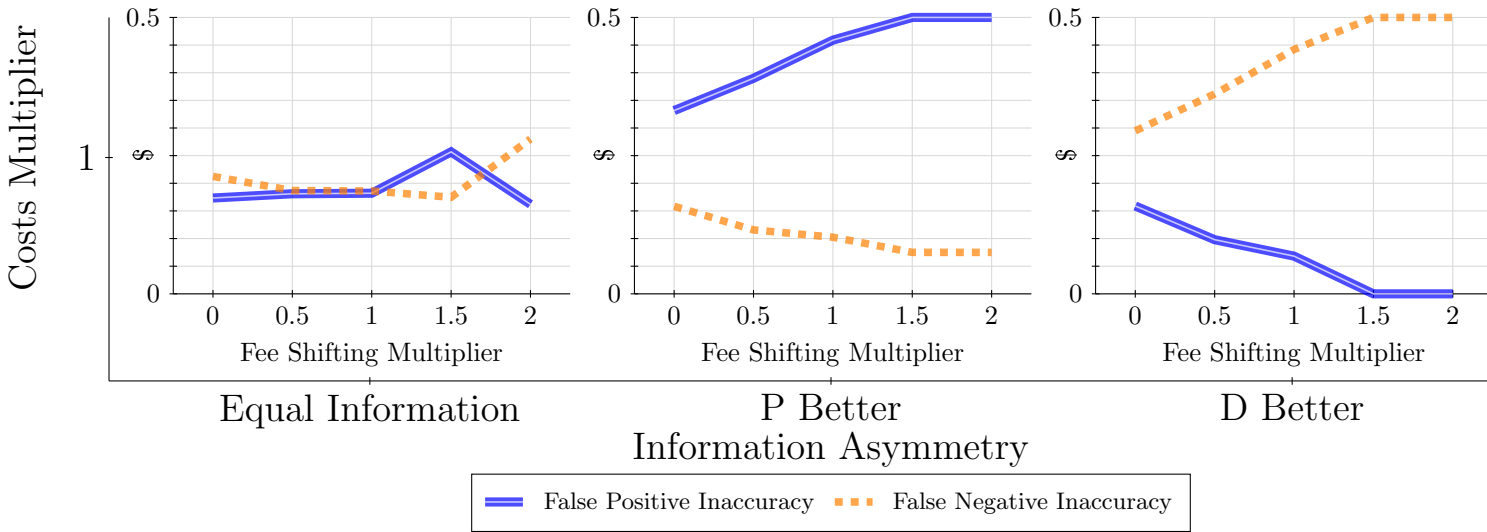 Costs Multiplier
1
0.5
$
0
0
0.5
1
1.5
2
Fee Shifting Multiplier
0.5
$
0
0
0.5
1
1.5
2
Fee Shifting Multiplier
0.5
$
0
0
0.5
1
1.5
2
Fee Shifting Multiplier
Equal Information
P Better
D Better
Information Asymmetry
False Positive Inaccuracy
False Negative Inaccuracy